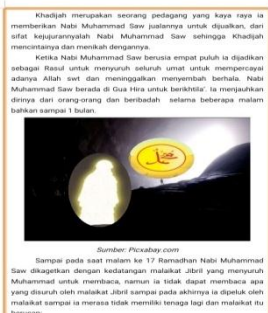 Khadijah merupakan seorang pedagang yang kaya raya ia
memberikan Nabi Muhammad Saw jualannya untuk dijualkan, dari
sifat kejujurannyalah Nabi Muhammad Saw sehingga Khadijah
mencintainya dan menikah dengannya.
Ketika Nabi Muhammad Saw berusia empat puluh ia dijadikan
sebagai Rasul untuk menyuruh seluruh umat untuk mempercayai
adanya Allah swt dan meninggalkan menyembah berhala. Nabi
Muhammad Saw berada di Gua Hira untuk berikhtila'. Ia menjauhkan
dirinya dari orang-orang dan beribadah selama beberapa malam
bahkan sampai 1 bulan.
محمد
Sumber: Picxabay.com
Sampai pada saat malam ke 17 Ramadhan Nabi Muhammad
Saw dikagetkan dengan kedatangan malaikat Jibril yang menyuruh
Muhammad untuk membaca, namun ia tidak dapat membaca apa
yang disuruh oleh malaikat Jibril sampai pada akhirnya ia dipeluk oleh
malaikat sampai ia merasa tidak memiliki tenaga lagi dan malaikat itu